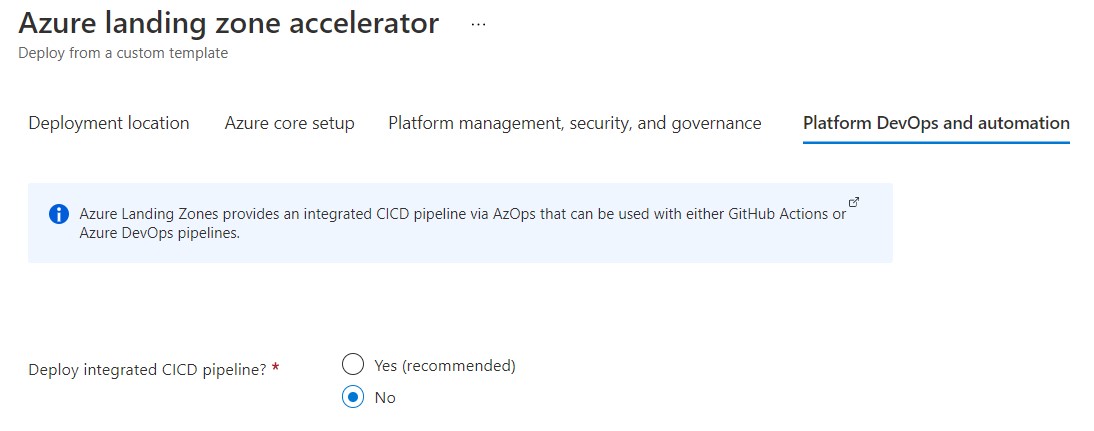 Azure landing zone accelerator ...
Deploy from a custom template
Deployment location Azure core setup Platform management, security, and governance Platform DevOps and automation
Azure Landing Zones provides an integrated CICD pipeline via AzOps that can be used with either GitHub Actions or
Azure DevOps pipelines.
Deploy integrated CICD pipeline? * Yes (recommended)
No